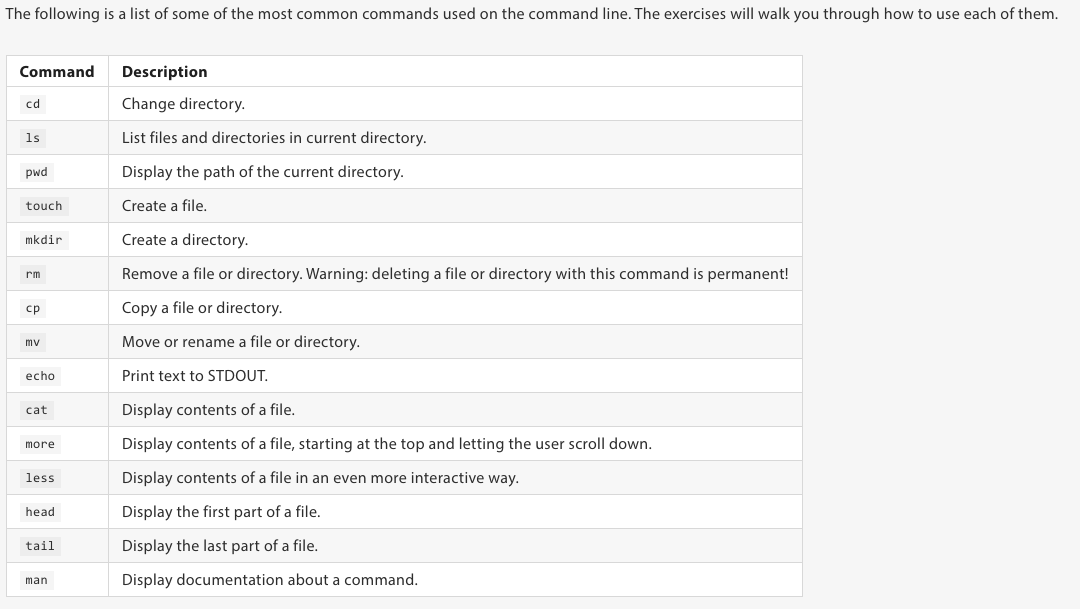 The following is a list of some of the most common commands used on the command line. The exercises will walk you through how to use each of them.
Command Description
cd Change directory.
ls List files and directories in current directory.
pwd Display the path of the current directory.
touch Create a file.
mkdir Create a directory.
rm Remove a file or directory. Warning: deleting a file or directory with this command is permanent!
cp Copy a file or directory.
mv Move or rename a file or directory.
echo Print text to STDOUT.
cat Display contents of a file.
more Display contents of a file, starting at the top and letting the user scroll down.
less Display contents of a file in an even more interactive way.
head Display the first part of a file.
tail Display the last part of a file.
man Display documentation about a command.